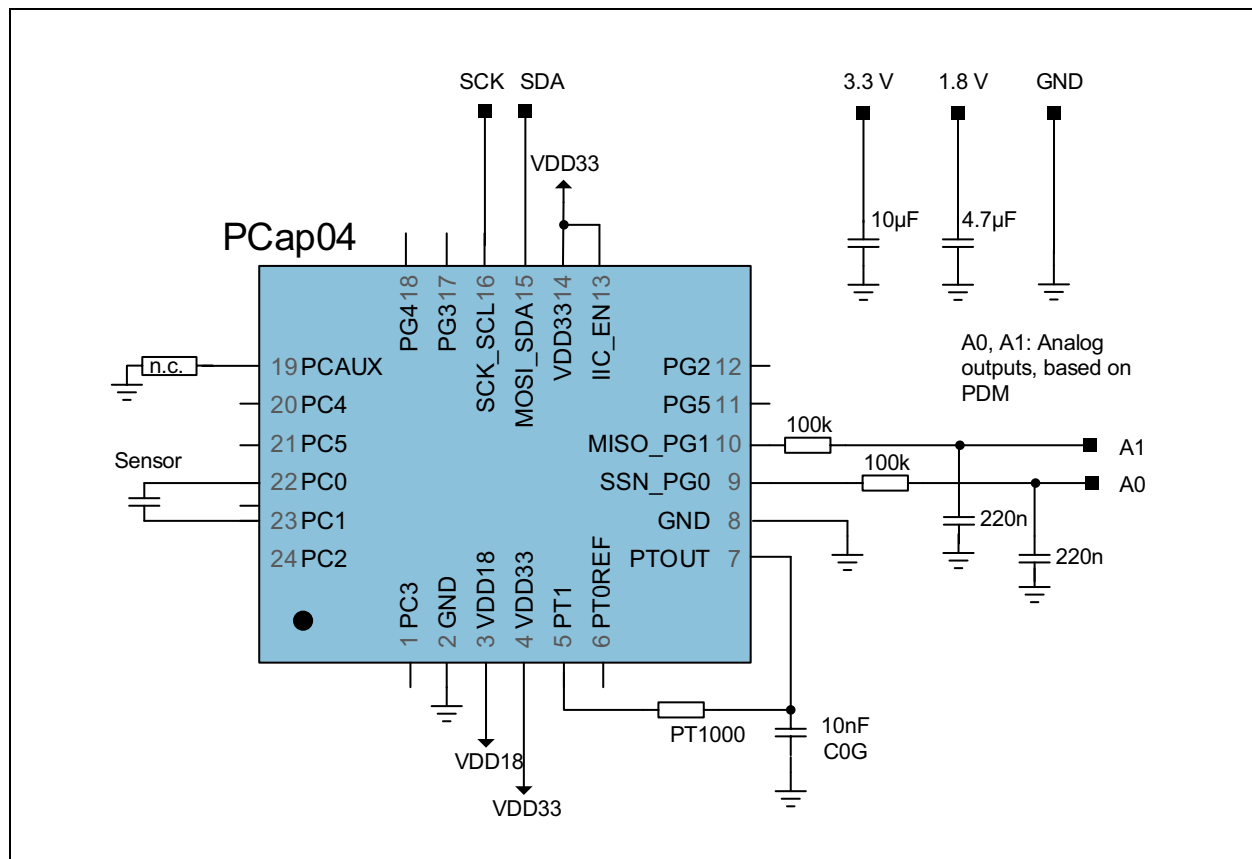 SCK SDA
3.3 V 1.8 V GND
VDD33
10µF 4.7µF
PCap04
PG4 18
PG3 17
SCK_SCL 16
MOSI_SDA 15
VDD33 14
IIC_EN 13
A0, A1: Analog
outputs, based on
PDM
n.c.
19 PCAUX
20 PC4
21 PC5
Sensor
22 PC0
23 PC1
24 PC2
PG2 12
PG5 11
MISO_PG1 10
SSN_PG0 9
GND 8
PTOUT 7
100k
A1
100k
A0
220n
220n
1 PC3
2 GND
3 VDD18
4 VDD33
5 PT1
6 PT0REF
PT1000
10nF
C0G
VDD18
VDD33